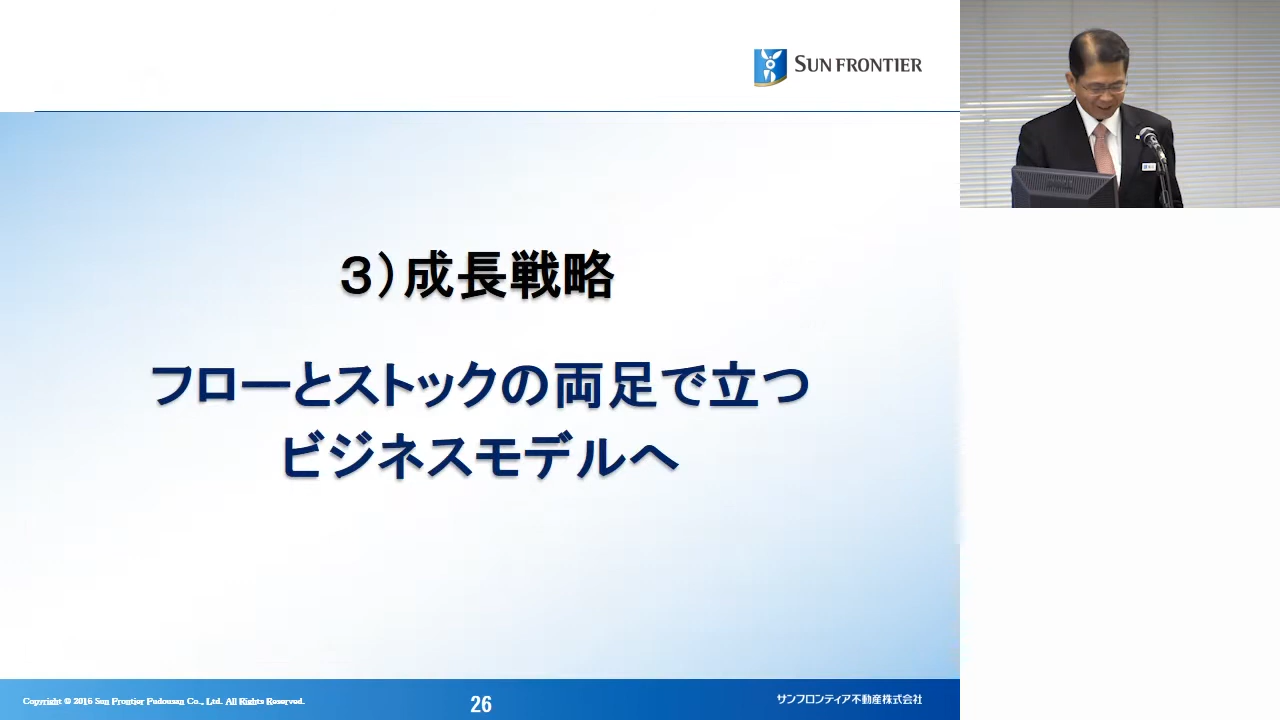 SUN FRONTIER
3）成長戦略
フローとストックの両足で立つ
ビジネスモデルへ
Copyright © 2016 Sun Frontier Fudousan Co., Ltd. All Rights Reserved.
26
サンフロンティア不動産株式会社